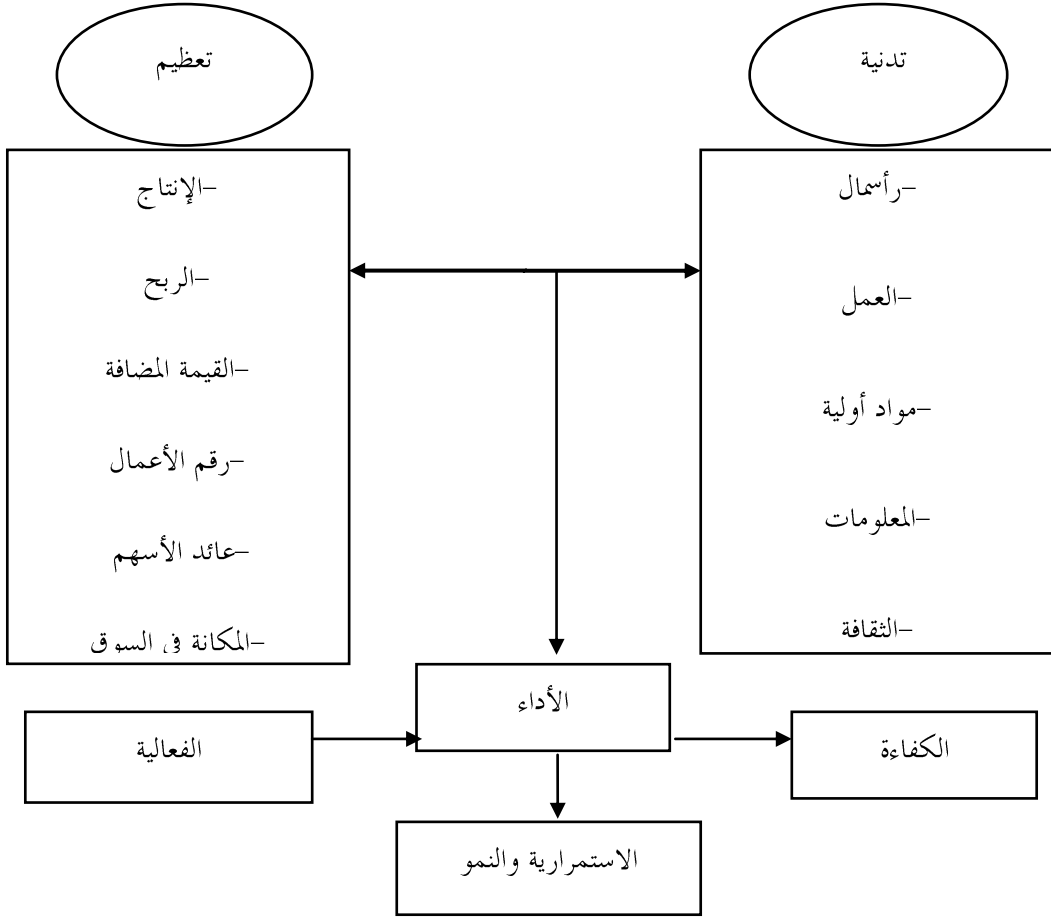 تدنية
-رأسمال
-العمل
-مواد أولية
-المعلومات
-الثقافة
تعظيم
-الإنتاج
-الربح
-القيمة المضافة
-رقم الأعمال
-عائد الأسهم
-المكانة في السوق
الأداء
الكفاءة
الفعالية
الاستمرارية والنمو